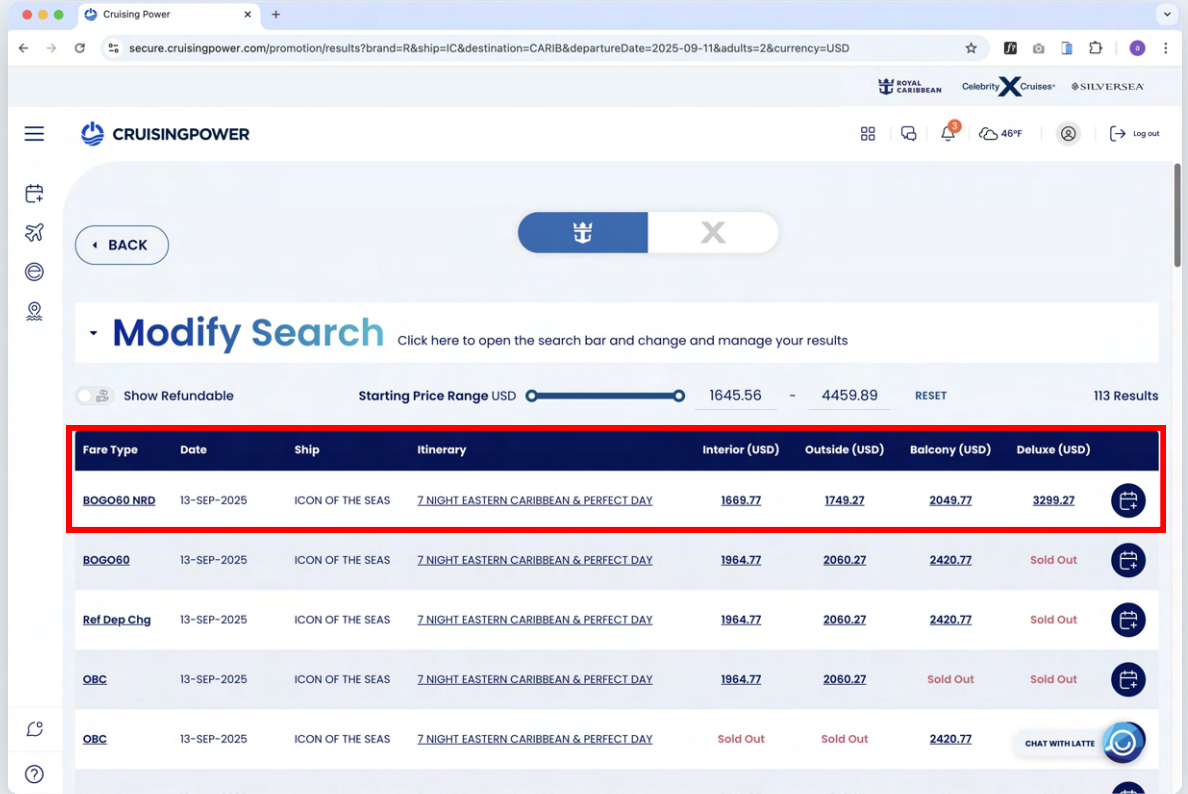 Cruising Power
secure.cruisingpower.com/promotion/results?brand=R&ship=IC&destination=CARIB&departureDate=2025-09-11&adults=2&currency=USD
f?
a
ROYAL
CARIBBEAN
Celebrity X Cruises®
SILVERSEA
CRUISINGPOWER
3
46°F
Log out
BACK
X
Modify Search Click here to open the search bar and change and manage your results
Show Refundable
Starting Price Range USD
1645.56 - 4459.89
RESET
113 Results
Fare Type Date Ship Itinerary Interior (USD) Outside (USD) Balcony (USD) Deluxe (USD)
BOGO60 NRD 13-SEP-2025 ICON OF THE SEAS 7 NIGHT EASTERN CARIBBEAN & PERFECT DAY 1669.77 1749.27 2049.77 3299.27
BOGO60 13-SEP-2025 ICON OF THE SEAS 7 NIGHT EASTERN CARIBBEAN & PERFECT DAY 1964.77 2060.27 2420.77 Sold Out
Ref Dep Chg 13-SEP-2025 ICON OF THE SEAS 7 NIGHT EASTERN CARIBBEAN & PERFECT DAY 1964.77 2060.27 2420.77 Sold Out
OBC 13-SEP-2025 ICON OF THE SEAS 7 NIGHT EASTERN CARIBBEAN & PERFECT DAY 1964.77 2060.27 Sold Out Sold Out
OBC 13-SEP-2025 ICON OF THE SEAS 7 NIGHT EASTERN CARIBBEAN & PERFECT DAY Sold Out Sold Out 2420.77
CHAT WITH LATTE